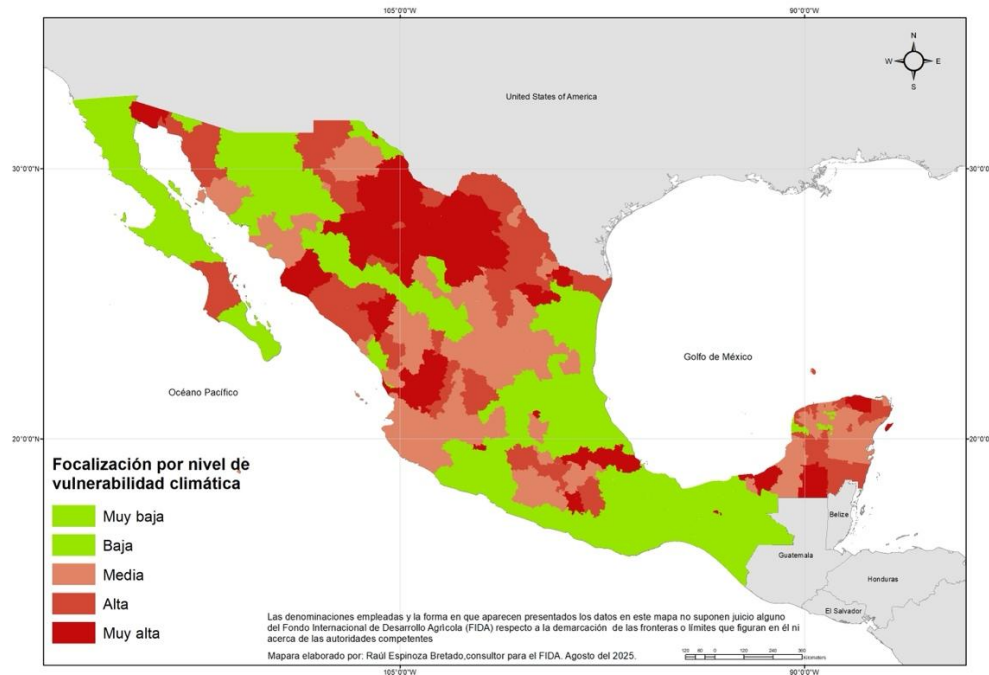 105°0'0"W
90°0'0"W
N
W E
S
United States of America
30°0'0"N
30°0'0"N
Golfo de México
Océano Pacífico
20°0'0"N
20°0'0"N
Focalización por nivel de
vulnerabilidad climática
Muy baja
Baja
Media
Alta
Muy alta
Belize
Guatemala
Honduras
El Salvador
Las denominaciones empleadas y la forma en que aparecen presentados los datos en este mapa no suponen juicio alguno
del Fondo Internacional de Desarrollo Agrícola (FIDA) respecto a la demarcación de las fronteras o límites que figuran en él ni
acerca de las autoridades competentes
Mapara elaborado por: Raúl Espinoza Bretado,consultor para el FIDA. Agosto del 2025.
105°0'0"W
90°0'0"W